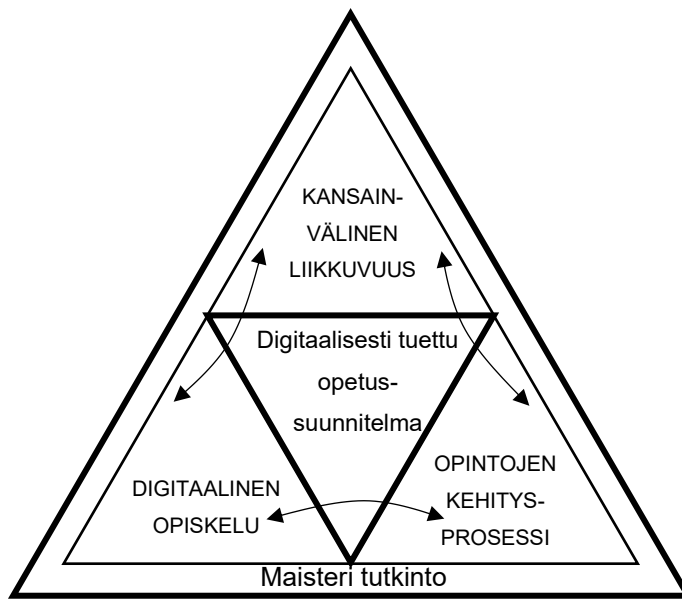 KANSAIN-
VÄLINEN
LIIKKUVUUS
Digitaalisesti tuettu
opetus-
suunnitelma
DIGITAALINEN
OPISKELU
OPINTOJEN
KEHITYS-
PROSESSI
Maisteri tutkinto